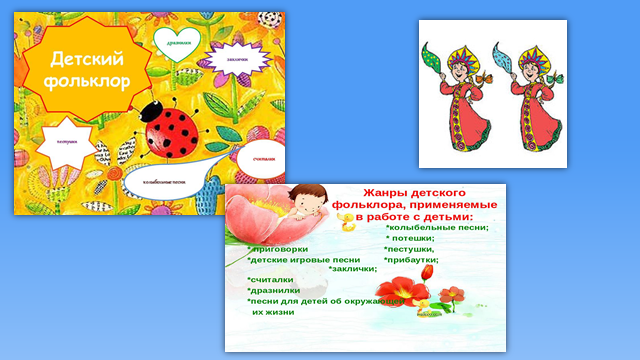 Детский
фольклор
дразнилки
заклички
пестушки
считалки
колыбельные песни
Жанры детского
фольклора, применяемые
в работе с детьми:
*колыбельные песни;
* потешки;
* приговорки *пестушки,
*детские игровые песни *прибаутки;
*заклички;
*считалки
*дразнилки
*песни для детей об окружающей
их жизни